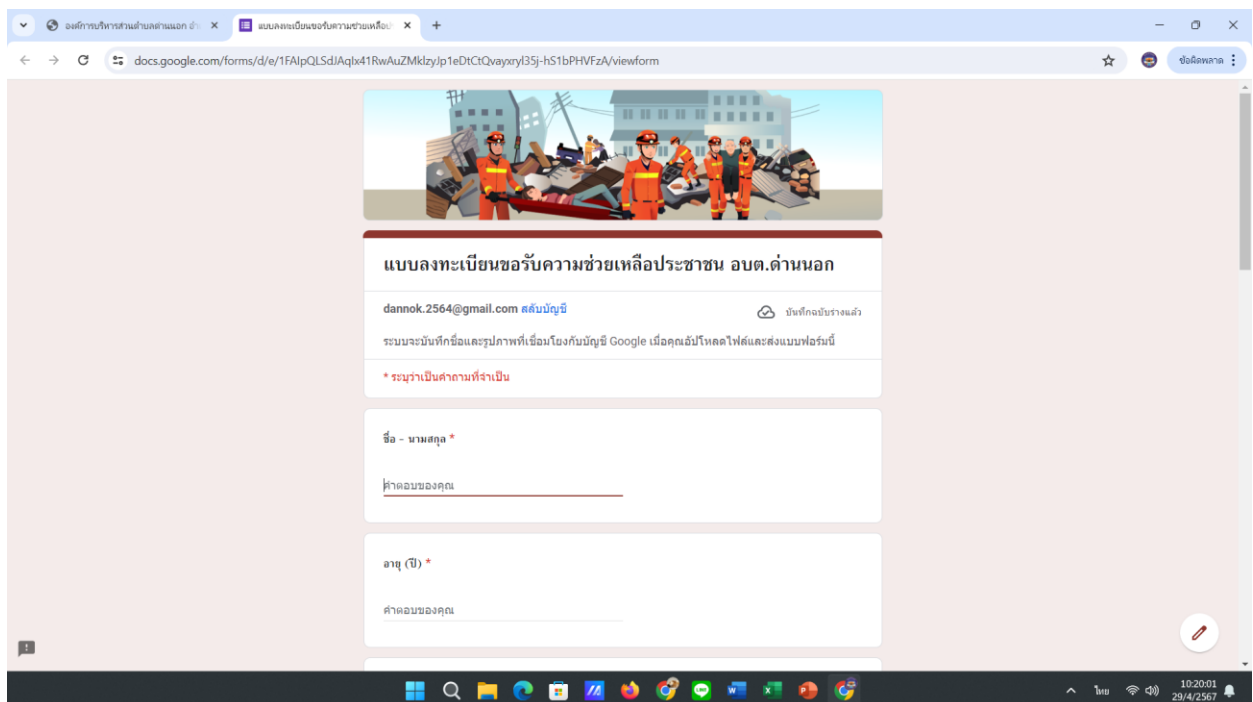 องค์การบริหารส่วนตำบลด่านนอก อำ
แบบลงทะเบียนขอรับความช่วยเหลือป
docs.google.com/forms/d/e/1FAIpQLSdJAqIx41RwAuZMkIzyJp1eDtCtQvayxryl35j-hS1bPHVFzA/viewform
ข้อผิดพลาด
แบบลงทะเบียนขอรับความช่วยเหลือประชาชน อบต.ด่านนอก
dannok.2564@gmail.com สลับบัญชี
บันทึกฉบับร่างแล้ว
ระบบจะบันทึกชื่อและรูปภาพที่เชื่อมโยงกับบัญชี Google เมื่อคุณอัปโหลดไฟล์และส่งแบบฟอร์มนี้
* ระบุว่าเป็นคำถามที่จำเป็น
ชื่อ - นามสกุล *
คำตอบของคุณ
อายุ (ปี) *
คำตอบของคุณ
ไทย
10:20:01
29/4/2567